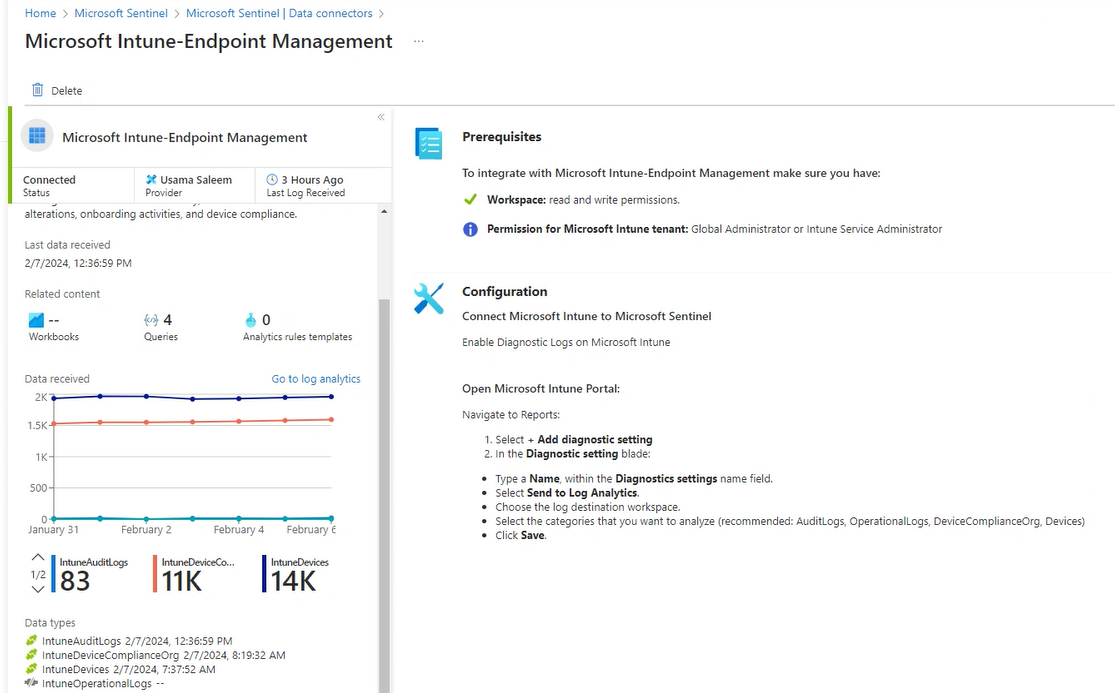 Home > Microsoft Sentinel > Microsoft Sentinel | Data connectors >
Microsoft Intune-Endpoint Management ...
Delete
«
Microsoft Intune-Endpoint Management
Connected
Status
Usama Saleem
Provider
3 Hours Ago
Last Log Received
alterations, onboarding activities, and device compliance.
Last data received
2/7/2024, 12:36:59 PM
Related content
--
Workbooks
4
Queries
0
Analytics rules templates
Data received
Go to log analytics
2K
1.5K
1K
500
0
January 31
February 2
February 4
February 6
1/2
IntuneAuditLogs
83
IntuneDeviceCo...
11K
IntuneDevices
14K
Data types
IntuneAuditLogs 2/7/2024, 12:36:59 PM
IntuneDeviceComplianceOrg 2/7/2024, 8:19:32 AM
IntuneDevices 2/7/2024, 7:37:52 AM
IntuneOperationalLogs --
Prerequisites
To integrate with Microsoft Intune-Endpoint Management make sure you have:
Workspace: read and write permissions.
Permission for Microsoft Intune tenant: Global Administrator or Intune Service Administrator
Configuration
Connect Microsoft Intune to Microsoft Sentinel
Enable Diagnostic Logs on Microsoft Intune
Open Microsoft Intune Portal:
Navigate to Reports:
1. Select + Add diagnostic setting
2. In the Diagnostic setting blade:
• Type a Name, within the Diagnostics settings name field.
• Select Send to Log Analytics.
• Choose the log destination workspace.
• Select the categories that you want to analyze (recommended: AuditLogs, OperationalLogs, DeviceComplianceOrg, Devices)
• Click Save.